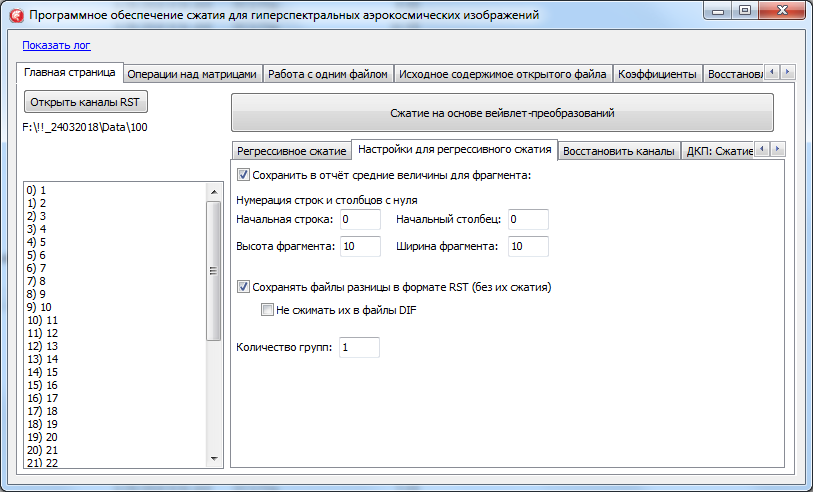 Программное обеспечение сжатия для гиперспектральных аэрокосмических изображений
Показать лог
Главная страница Операции над матрицами Работа с одним файлом Исходное содержимое открытого файла Коэффициенты Восстанов
Открыть каналы RST
F:\!!_24032018\Data\100
Сжатие на основе вейвлет-преобразований
Регрессивное сжатие Настройки для регрессивного сжатия Восстановить каналы ДКП: Сжатие
Сохранить в отчёт средние величины для фрагмента:
Нумерация строк и столбцов с нуля
Начальная строка: 0 Начальный столбец: 0
Высота фрагмента: 10 Ширина фрагмента: 10
Сохранять файлы разницы в формате RST (без их сжатия)
Не сжимать их в файлы DIF
Количество групп: 1
0) 1
1) 2
2) 3
3) 4
4) 5
5) 6
6) 7
7) 8
8) 9
9) 10
10) 11
11) 12
12) 13
13) 14
14) 15
15) 16
16) 17
17) 18
18) 19
19) 20
20) 21
21) 22